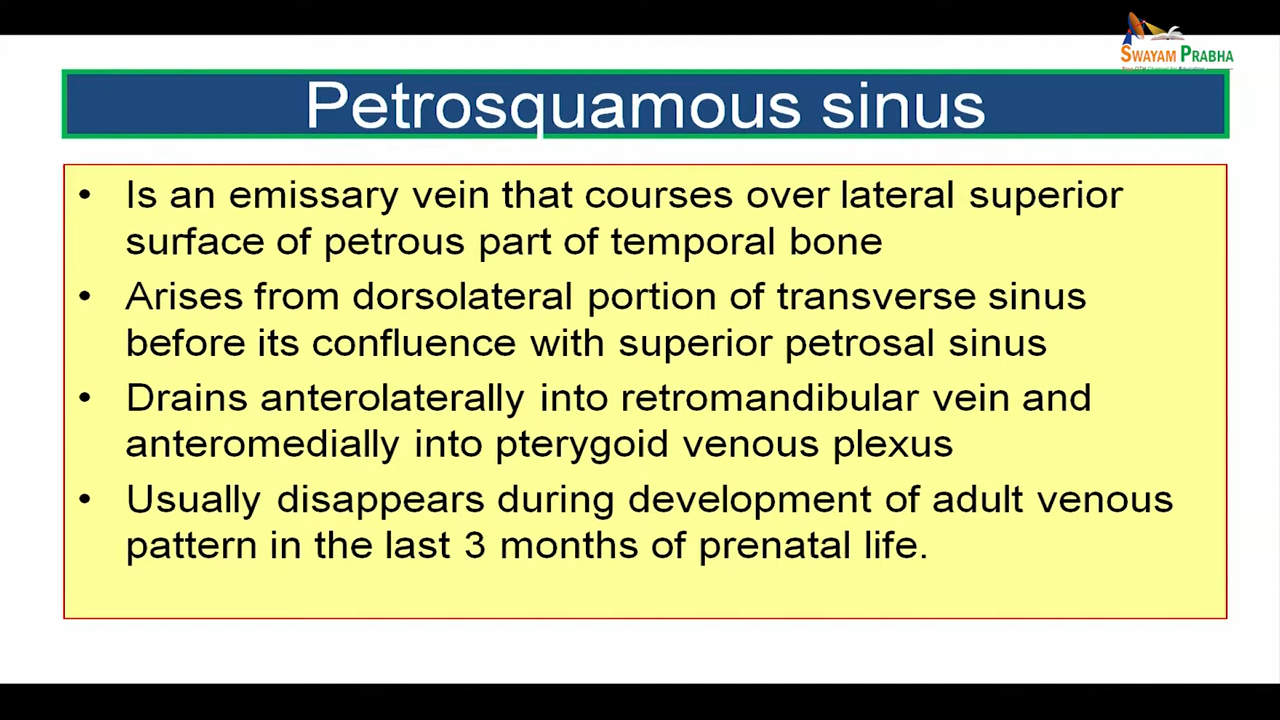 SWAYAM PRABHA
Petrosquamous sinus
• Is an emissary vein that courses over lateral superior
surface of petrous part of temporal bone
• Arises from dorsolateral portion of transverse sinus
before its confluence with superior petrosal sinus
• Drains anterolaterally into retromandibular vein and
anteromedially into pterygoid venous plexus
• Usually disappears during development of adult venous
pattern in the last 3 months of prenatal life.